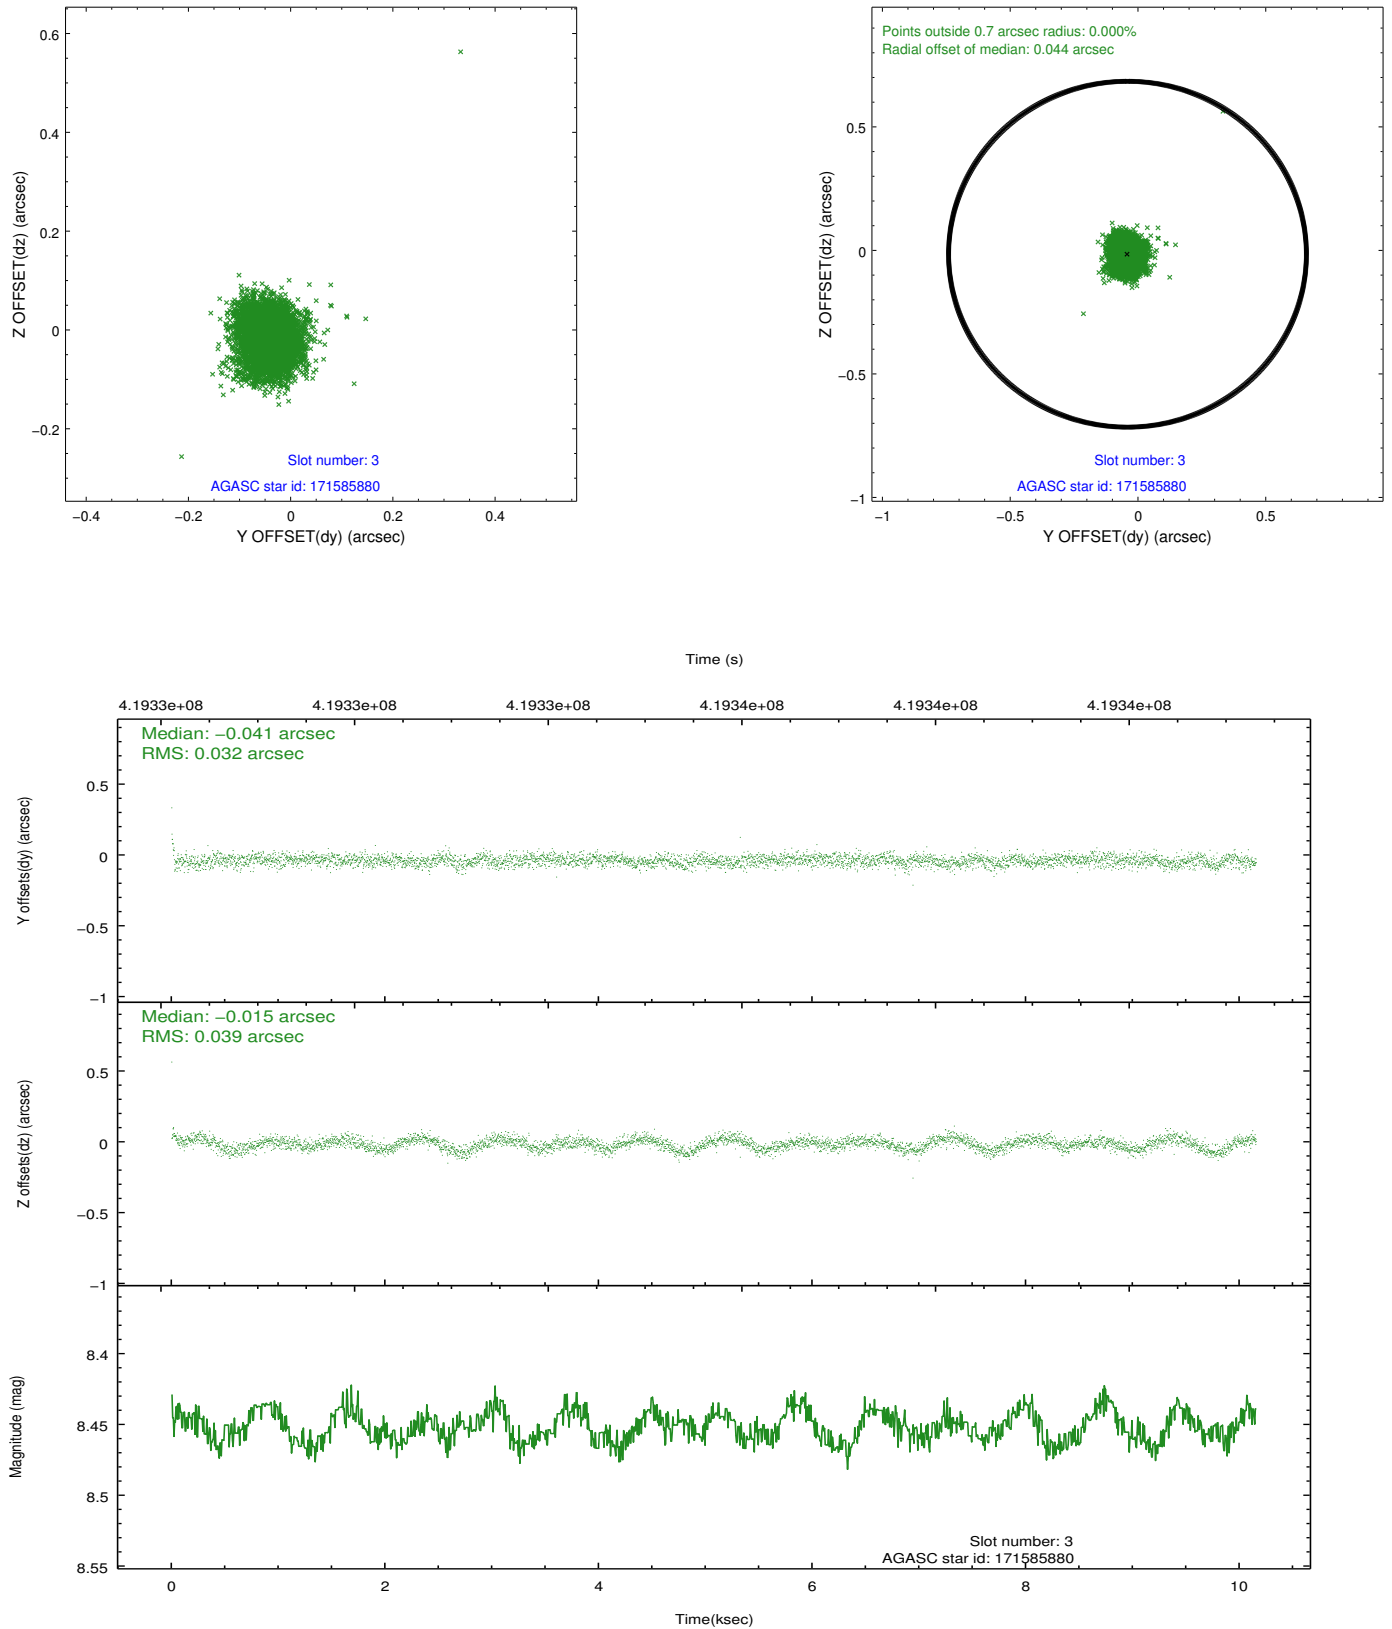 0.6
0.4
0.2
0
−0.2
Z OFFSET(dz) (arcsec)
Slot number: 3
AGASC star id: 171585880
−0.4 −0.2 0 0.2 0.4
Y OFFSET(dy) (arcsec)
Points outside 0.7 arcsec radius: 0.000%
Radial offset of median: 0.044 arcsec
0.5
0
−0.5
−1
Z OFFSET(dz) (arcsec)
Slot number: 3
AGASC star id: 171585880
−1 −0.5 0 0.5
Y OFFSET(dy) (arcsec)
Time (s)
4.1933e+08 4.1933e+08 4.1933e+08 4.1934e+08 4.1934e+08 4.1934e+08
Median: −0.041 arcsec
RMS: 0.032 arcsec
0.5
0
−0.5
−1
Y offsets(dy) (arcsec)
Median: −0.015 arcsec
RMS: 0.039 arcsec
0.5
0
−0.5
−1
Z offsets(dz) (arcsec)
8.4
8.45
8.5
8.55
Magnitude (mag)
Slot number: 3
AGASC star id: 171585880
0 2 4 6 8 10
Time(ksec)